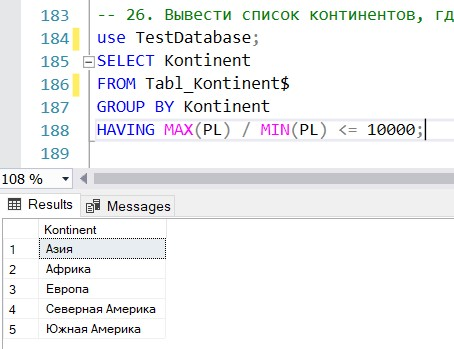 183 -- 26. Вывести список континентов, гд
184 use TestDatabase;
185 SELECT Kontinent
186 FROM Tabl_Kontinent$
187 GROUP BY Kontinent
188 HAVING MAX(PL) / MIN(PL) <= 10000;
189
108 %
Results Messages
Kontinent
1 Азия
2 Африка
3 Европа
4 Северная Америка
5 Южная Америка